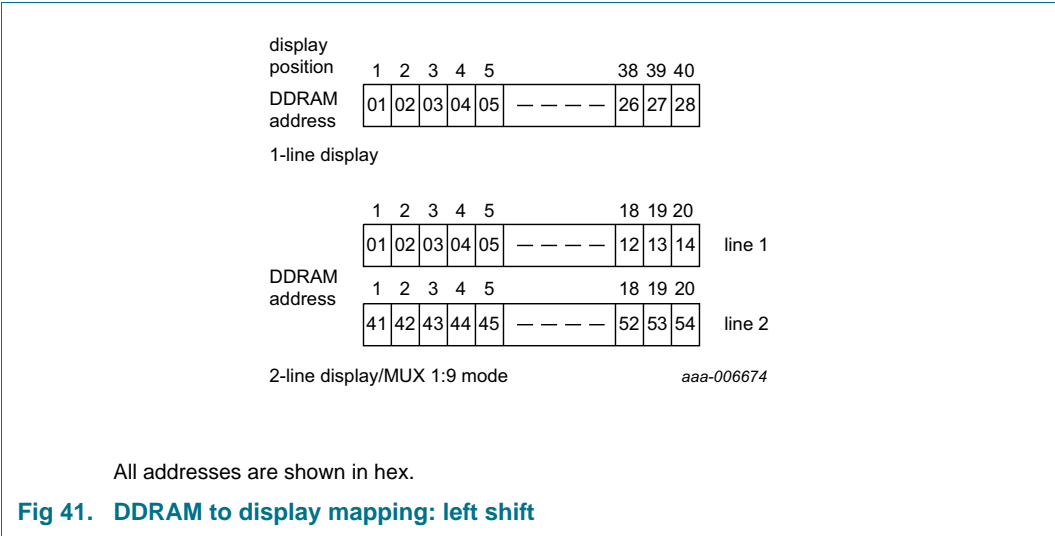 display
position 1 2 3 4 5 38 39 40
DDRAM
address 01 02 03 04 05 — — — — 26 27 28
1-line display
1 2 3 4 5 18 19 20
01 02 03 04 05 — — — — 12 13 14 line 1
DDRAM
address
1 2 3 4 5 18 19 20
41 42 43 44 45 — — — — 52 53 54 line 2
2-line display/MUX 1:9 mode aaa-006674
All addresses are shown in hex.
Fig 41. DDRAM to display mapping: left shift